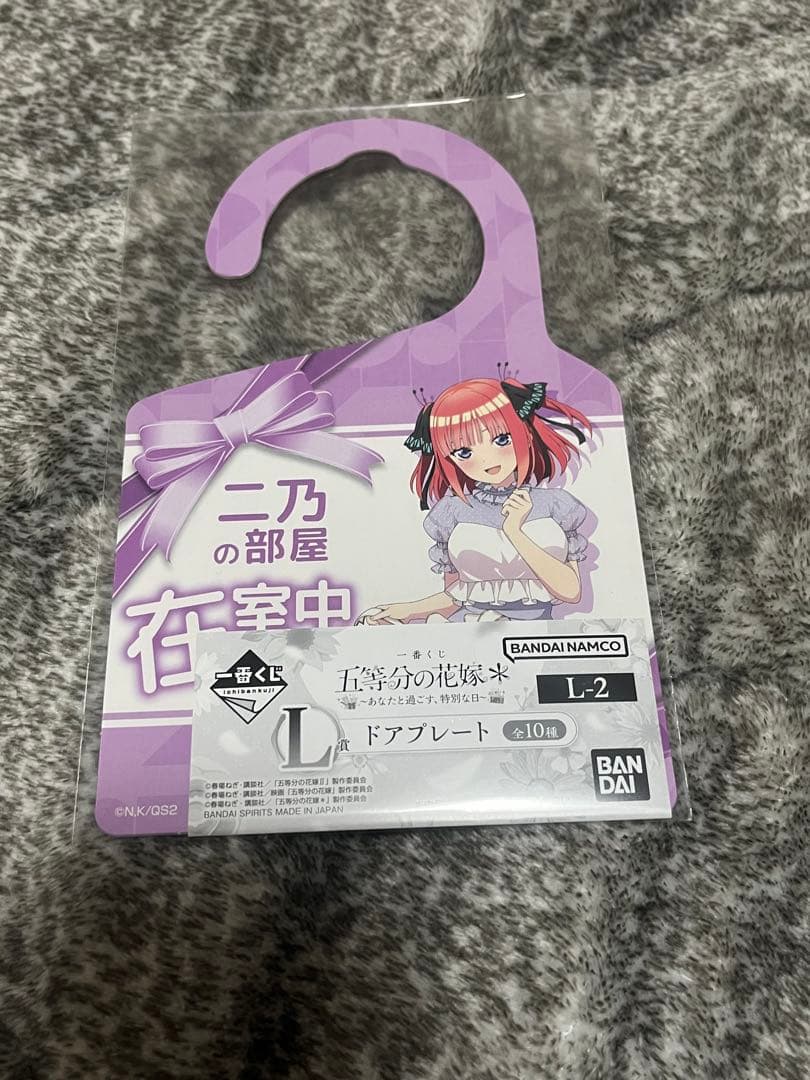 二乃
の部屋
在室中
一番くじ
ichibankuji
一番くじ
五等分の花嫁*
~あなたと過ごす、特別な日~
BANDAI NAMCO
L-2
L賞 ドアプレート 全10種
BAN
DAI
©春場ねぎ・講談社/「五等分の花嫁Ⅱ」製作委員会
©春場ねぎ・講談社/映画「五等分の花嫁」製作委員会
©春場ねぎ・講談社/「五等分の花嫁*」製作委員会
BANDAI SPIRITS MADE IN JAPAN
©N,K/QS2